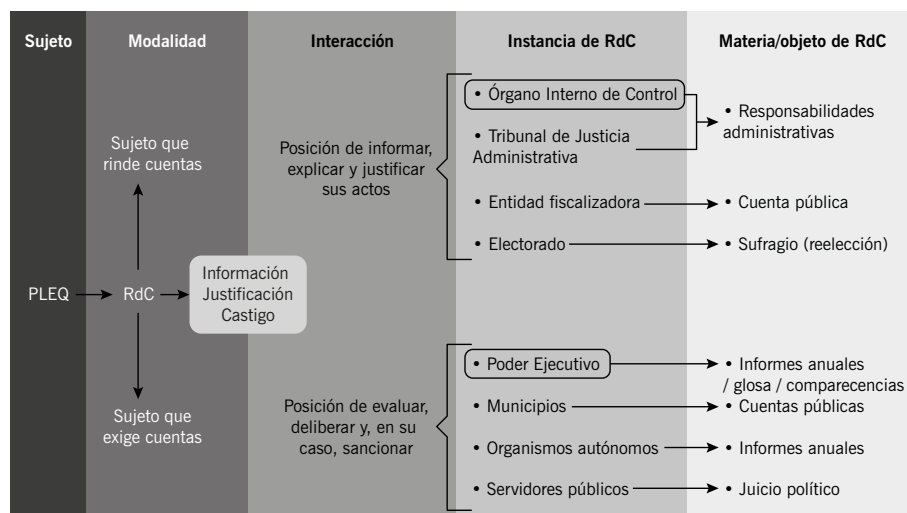 Sujeto
Modalidad
Interacción
Instancia de RdC
Materia/objeto de RdC
PLEQ
Sujeto que
rinde cuentas
RdC
Sujeto que
exige cuentas
Información
Justificación
Castigo
Posición de informar,
explicar y justificar
sus actos
• Órgano Interno de Control
• Tribunal de Justicia
Administrativa
• Responsabilidades
administrativas
• Entidad fiscalizadora
• Cuenta pública
• Electorado
• Sufragio (reelección)
Posición de evaluar,
deliberar y, en su
caso, sancionar
• Poder Ejecutivo
• Informes anuales
/ glosa / comparecencias
• Municipios
• Cuentas públicas
• Organismos autónomos
• Informes anuales
• Servidores públicos
• Juicio político